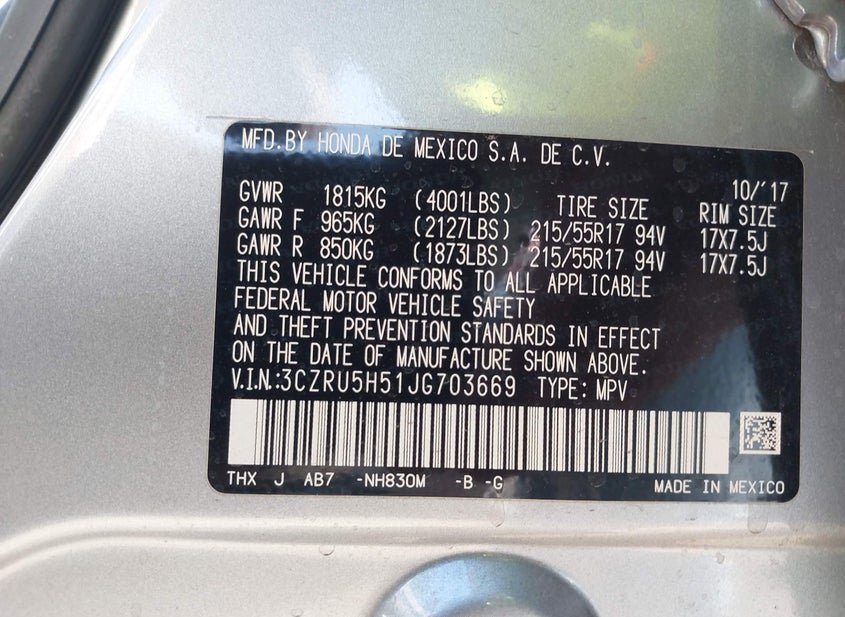 MFD.BY HONDA DE MEXICO S.A. DE C.V.
10/'17
GVWR 1815KG (4001LBS) TIRE SIZE RIM SIZE
GAWR F 965KG (2127LBS) 215/55R17 94V 17X7.5J
GAWR R 850KG (1873LBS) 215/55R17 94V 17X7.5J
THIS VEHICLE CONFORMS TO ALL APPLICABLE
FEDERAL MOTOR VEHICLE SAFETY
AND THEFT PREVENTION STANDARDS IN EFFECT
ON THE DATE OF MANUFACTURE SHOWN ABOVE.
V.I.N.:3CZRU5H51JG703669 TYPE: MPV
THX J AB7 -NH830M -B -G MADE IN MEXICO